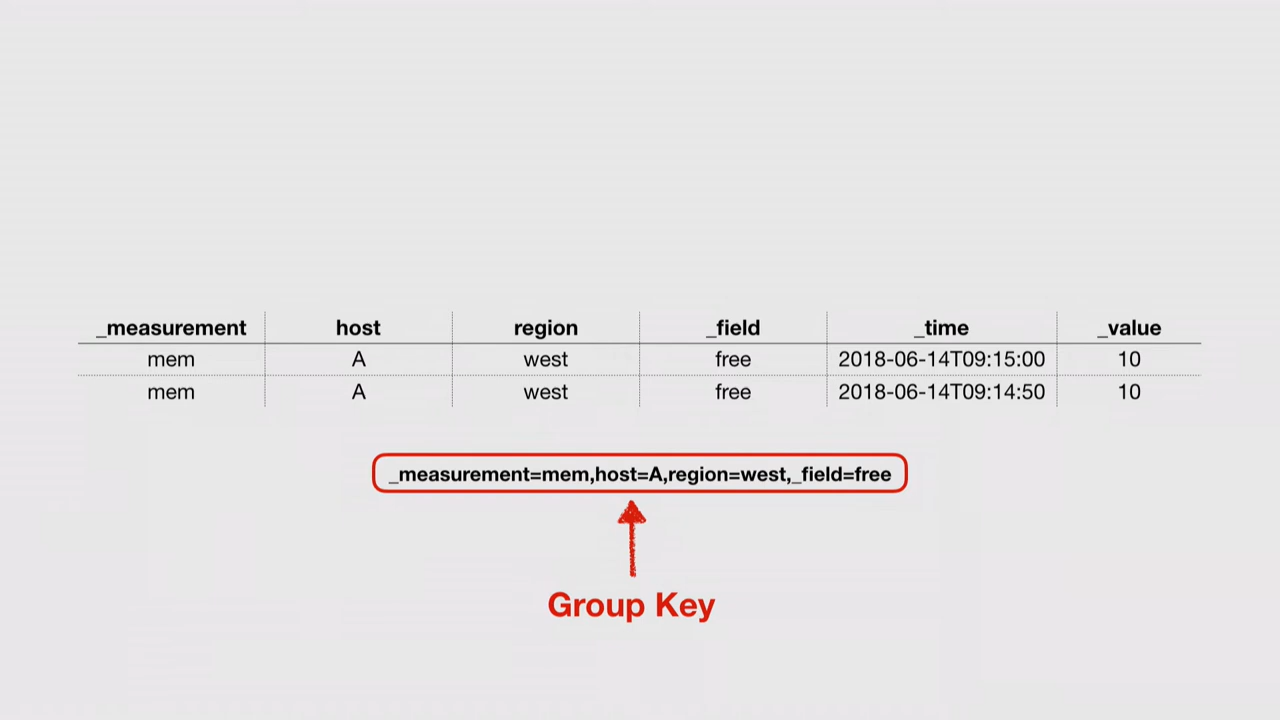 _measurement host region _field _time _value
mem A west free 2018-06-14T09:15:00 10
mem A west free 2018-06-14T09:14:50 10
_measurement=mem,host=A,region=west,_field=free
Group Key